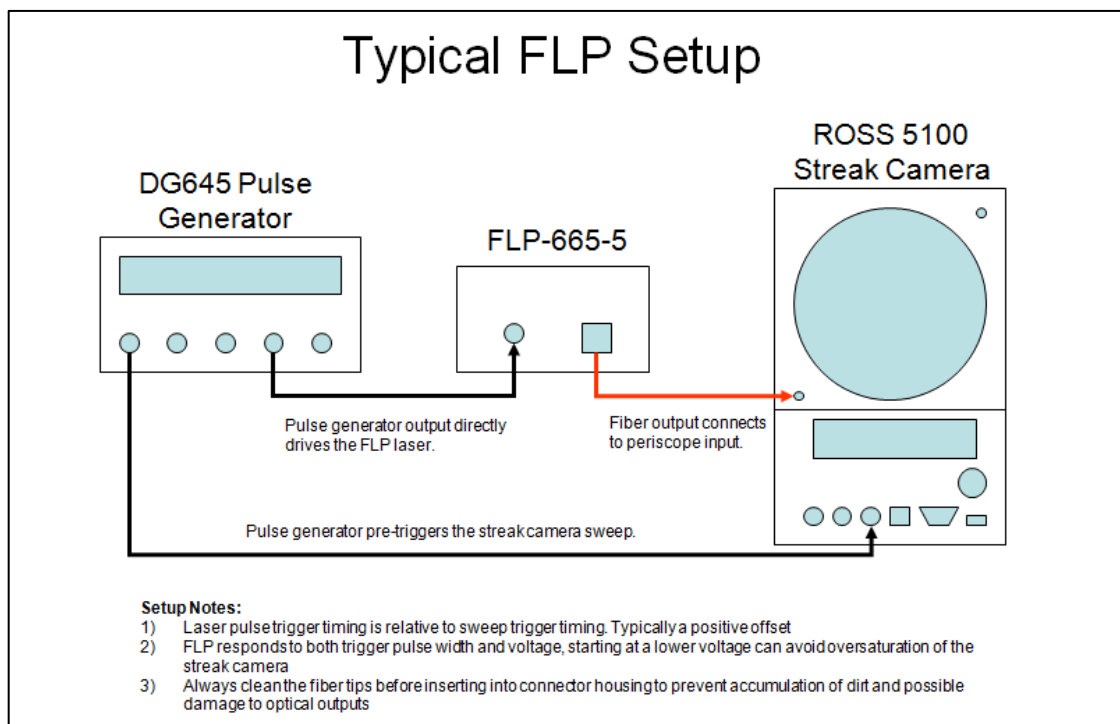 Typical FLP Setup
ROSS 5100
Streak Camera
DG645 Pulse
Generator
FLP-665-5
Pulse generator output directly
drives the FLP laser.
Fiber output connects
to periscope input.
Pulse generator pre-triggers the streak camera sweep.
Setup Notes:
1) Laser pulse trigger timing is relative to sweep trigger timing. Typically a positive offset
2) FLP responds to both trigger pulse width and voltage, starting at a lower voltage can avoid oversaturation of the
streak camera
3) Always clean the fiber tips before inserting into connector housing to prevent accumulation of dirt and possible
damage to optical outputs